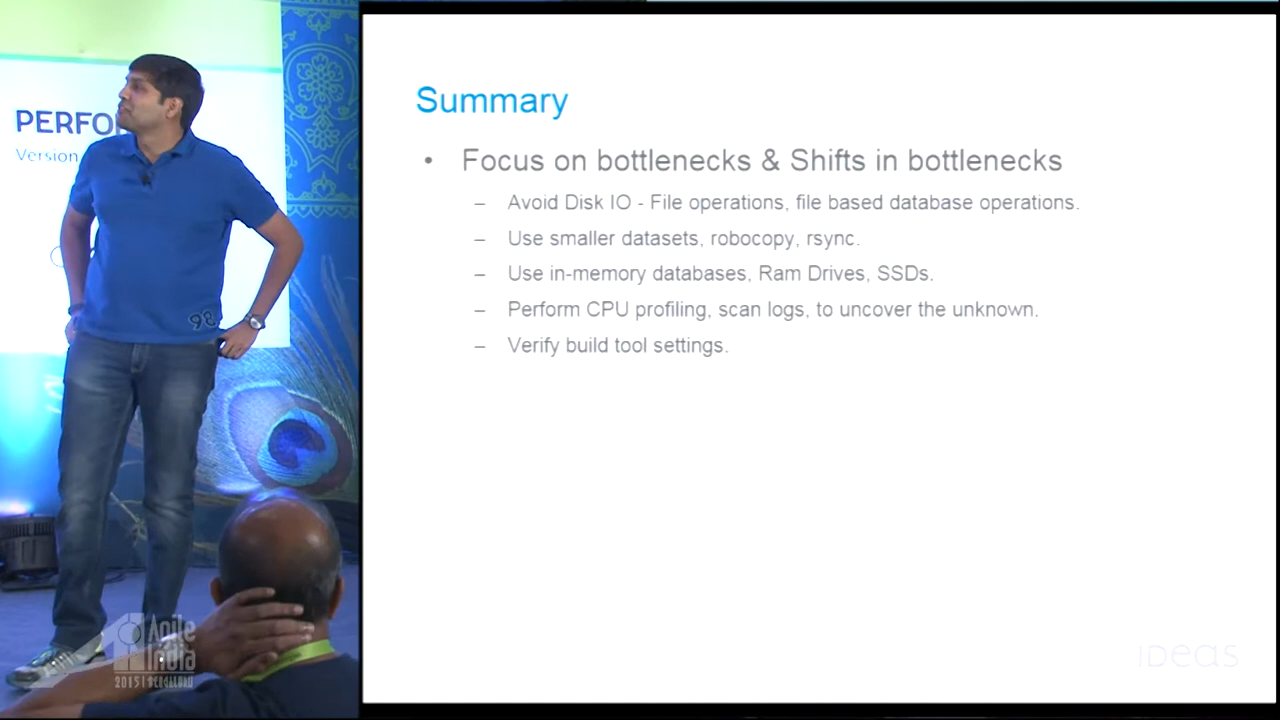 PERFO
Version
98
Agile
India
2015 | BENGALURU
Summary
• Focus on bottlenecks & Shifts in bottlenecks
– Avoid Disk IO - File operations, file based database operations.
– Use smaller datasets, robocopy, rsync.
– Use in-memory databases, Ram Drives, SSDs.
– Perform CPU profiling, scan logs, to uncover the unknown.
– Verify build tool settings.
iDeaS